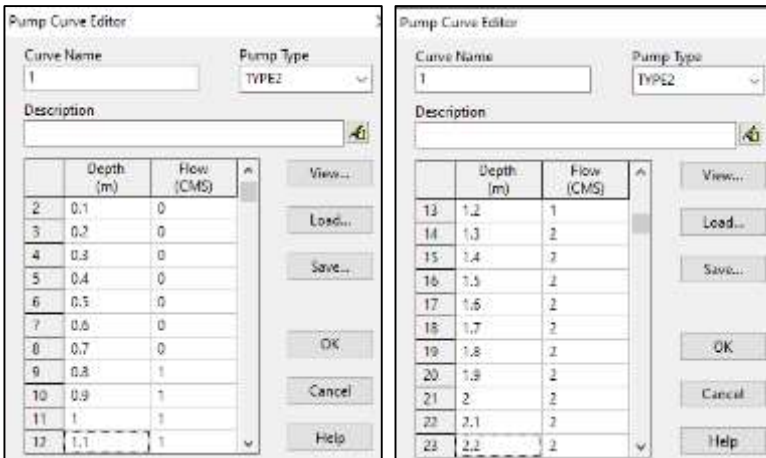 Pump Curve Editor
Curve Name Pump Type
1 TYPE2
Description
Depth (m) Flow (CMS)
2 0.1 0
3 0.2 0
4 0.3 0
5 0.4 0
6 0.5 0
7 0.6 0
8 0.7 0
9 0.8 1
10 0.9 1
11 1 1
12 1.1 1
View...
Load...
Save...
OK
Cancel
Help
Pump Curve Editor
Curve Name Pump Type
1 TYPE2
Description
Depth (m) Flow (CMS)
13 1.2 1
14 1.3 2
15 1.4 2
16 1.5 2
17 1.6 2
18 1.7 2
19 1.8 2
20 1.9 2
21 2 2
22 2.1 2
23 2.2 2
View...
Load...
Save...
OK
Cancel
Help